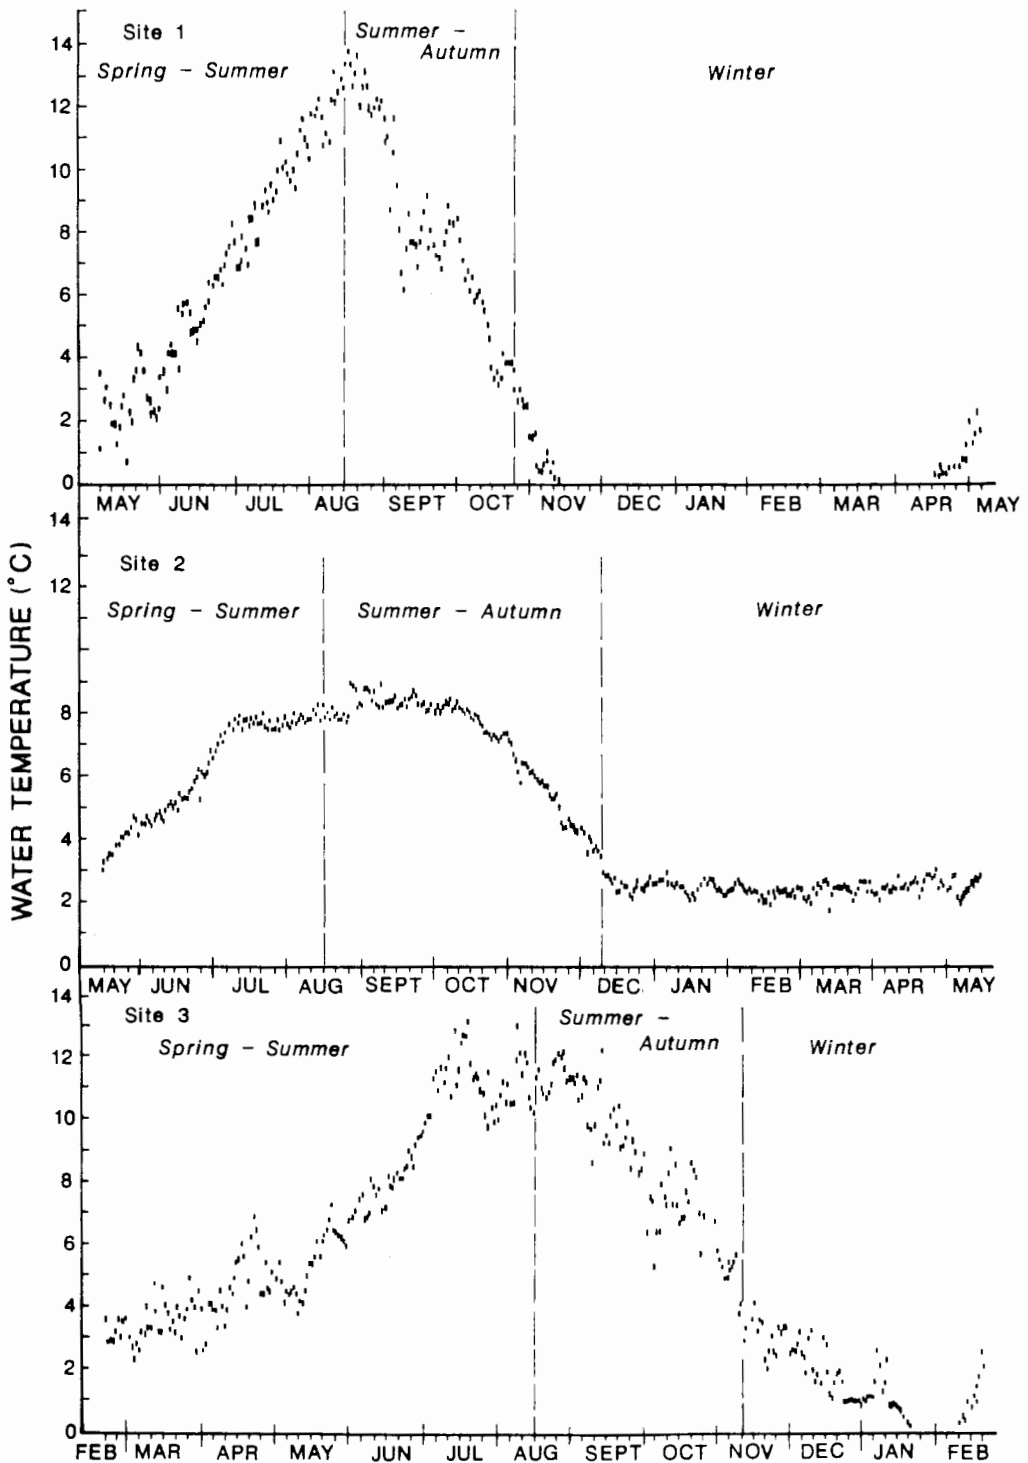 WATER TEMPERATURE (°C)
Site 1
Summer -
Autumn
Spring - Summer
Winter
14
12
10
8
6
4
2
0
MAY JUN JUL AUG SEPT OCT NOV DEC JAN FEB MAR APR MAY
Site 2
Spring - Summer
Summer - Autumn
Winter
14
12
8
6
4
2
0
MAY JUN JUL AUG SEPT OCT NOV DEC. JAN FEB MAR APR MAY
Site 3
Summer -
Autumn
Spring - Summer
Winter
14
12
10
8
6
4
2
0
FEB MAR APR MAY JUN JUL AUG SEPT OCT NOV DEC JAN FEB